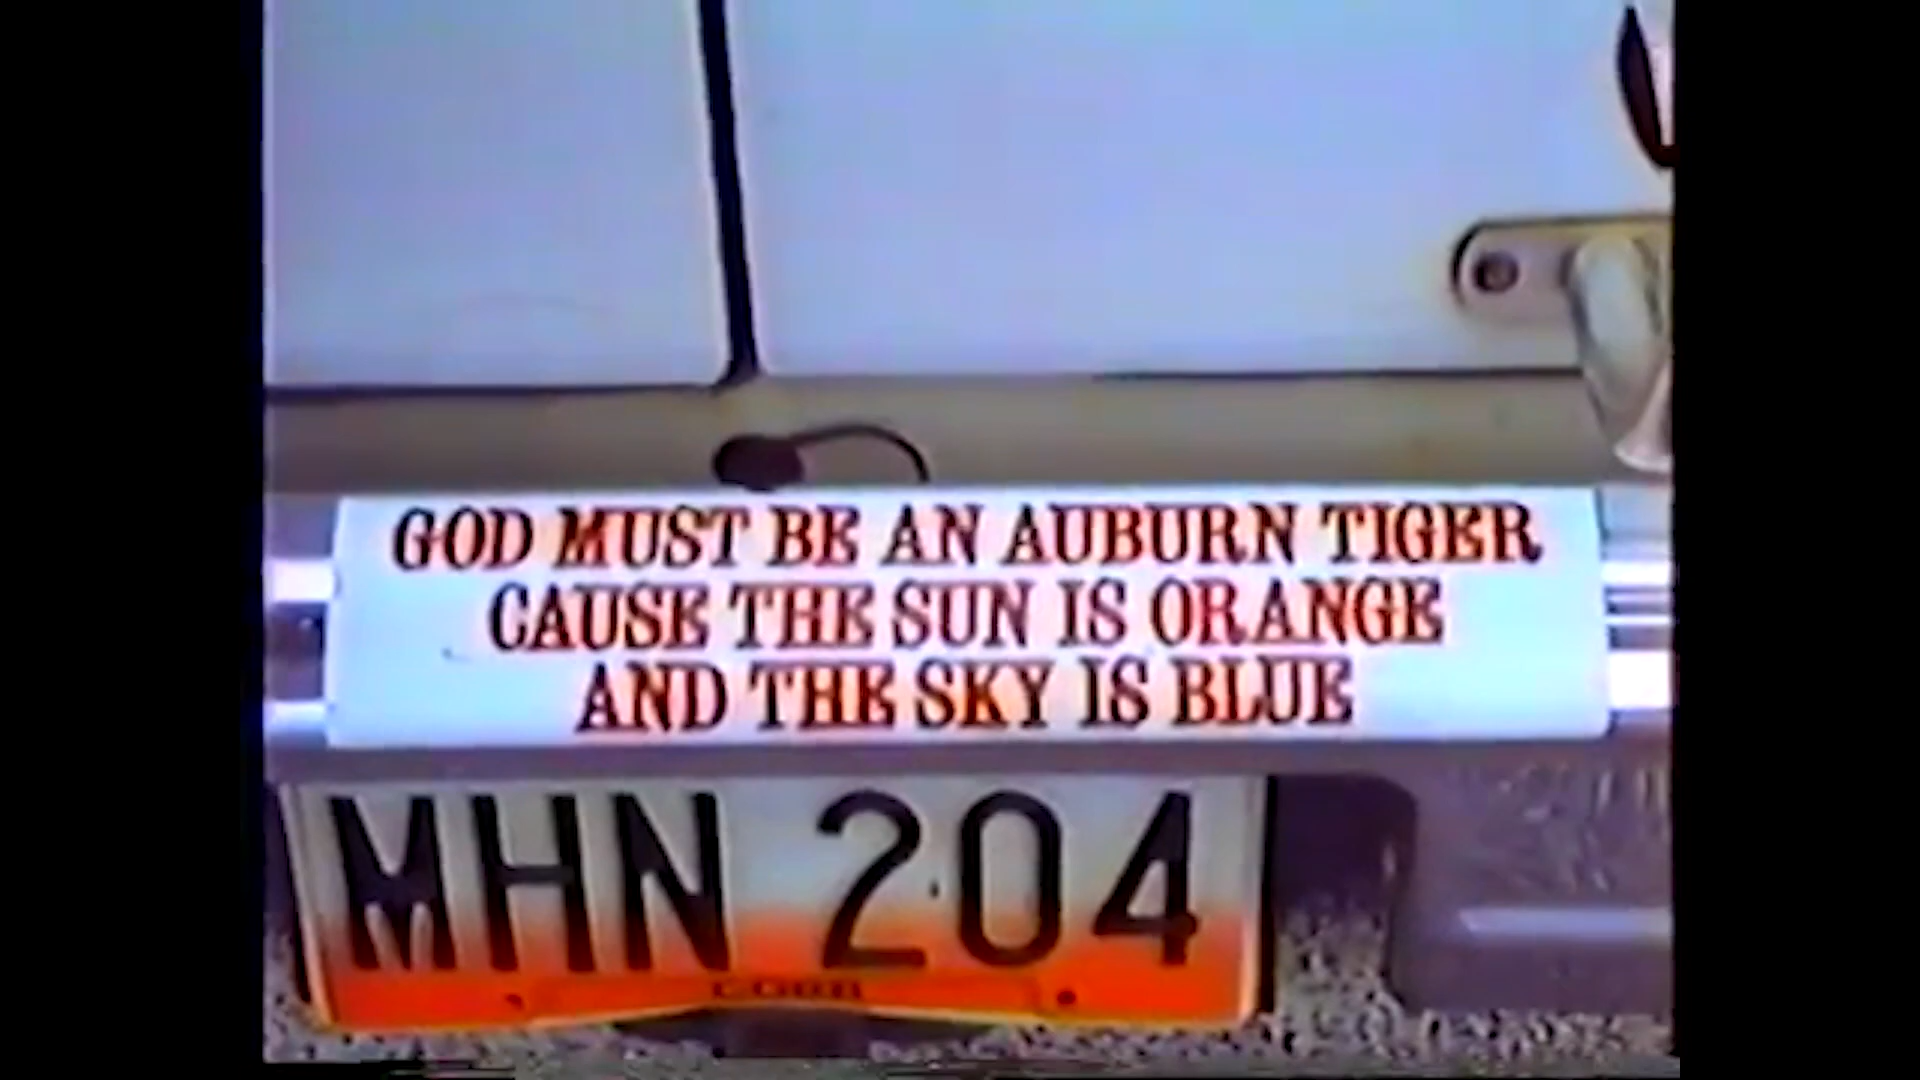 GOD MUST BE AN AUBURN TIGER
CAUSE THE SUN IS ORANGE
AND THE SKY IS BLUE
MHN 204